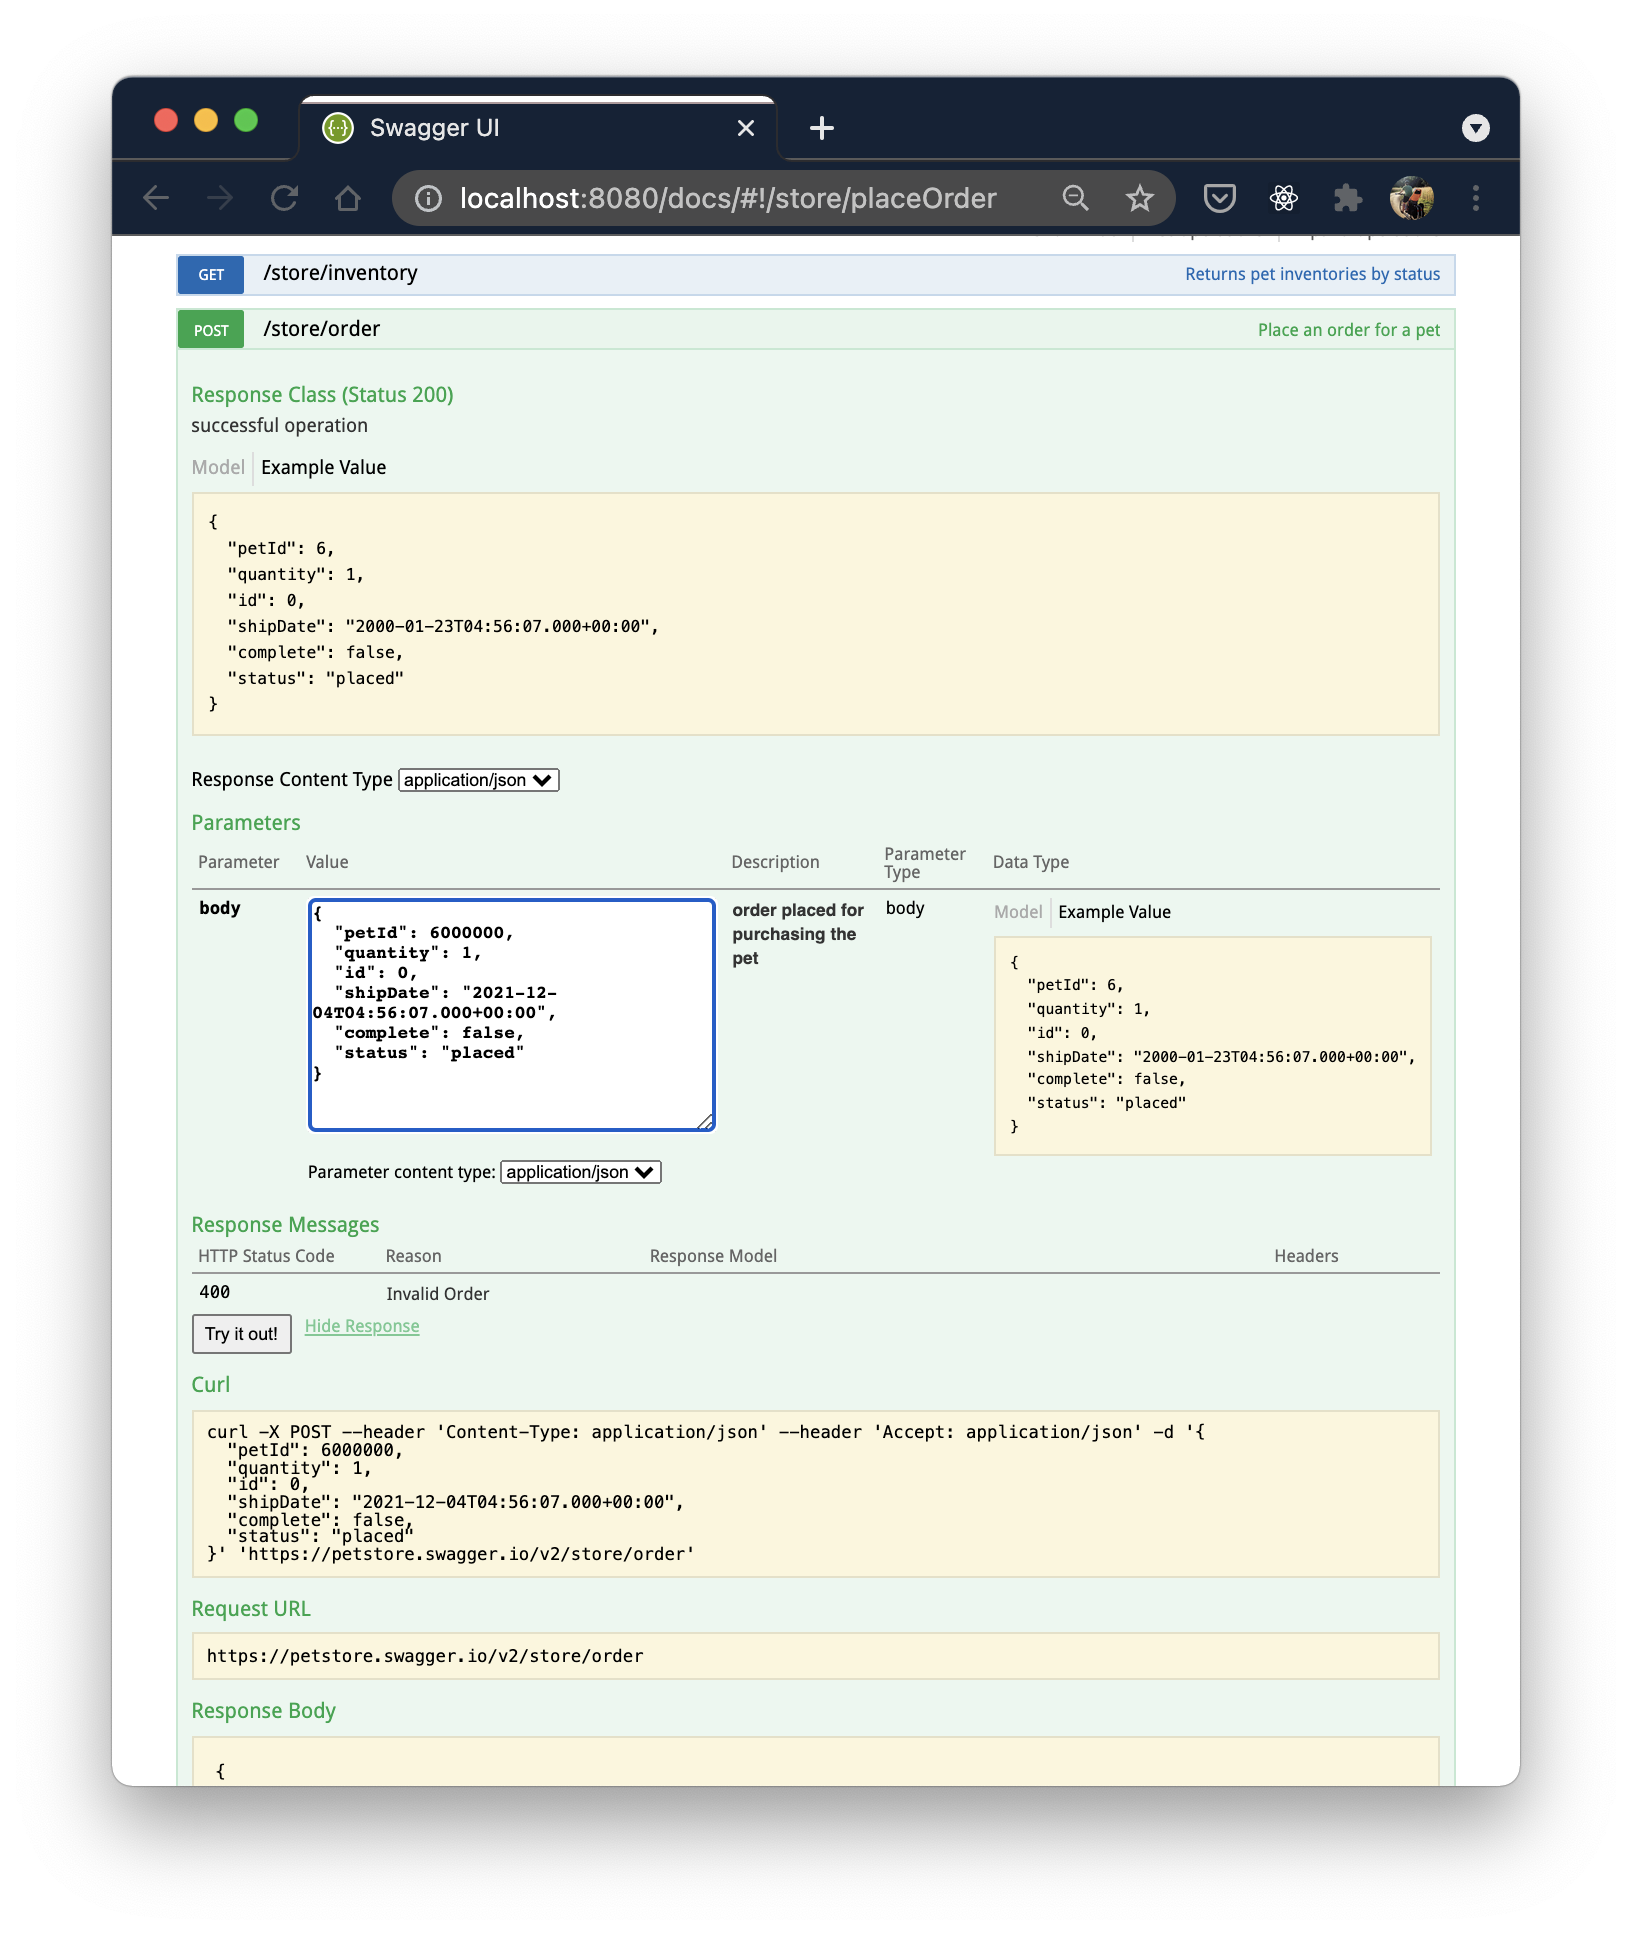 Swagger UI
localhost:8080/docs/#!/store/placeOrder
GET /store/inventory Returns pet inventories by status
POST /store/order Place an order for a pet
Response Class (Status 200)
successful operation
Model Example Value
{
  "petId": 6,
  "quantity": 1,
  "id": 0,
  "shipDate": "2000-01-23T04:56:07.000+00:00",
  "complete": false,
  "status": "placed"
}
Response Content Type application/json
Parameters
Parameter Value Description Parameter Type Data Type
body
{
  "petId": 6000000,
  "quantity": 1,
  "id": 0,
  "shipDate": "2021-12-
04T04:56:07.000+00:00",
  "complete": false,
  "status": "placed"
}
Parameter content type: application/json
order placed for
purchasing the
pet
body
Model Example Value
{
  "petId": 6,
  "quantity": 1,
  "id": 0,
  "shipDate": "2000-01-23T04:56:07.000+00:00",
  "complete": false,
  "status": "placed"
}
Response Messages
HTTP Status Code Reason Response Model Headers
400 Invalid Order
Try it out! Hide Response
Curl
curl -X POST --header 'Content-Type: application/json' --header 'Accept: application/json' -d '{
  "petId": 6000000,
  "quantity": 1,
  "id": 0,
  "shipDate": "2021-12-04T04:56:07.000+00:00",
  "complete": false,
  "status": "placed"
}' 'https://petstore.swagger.io/v2/store/order'
Request URL
https://petstore.swagger.io/v2/store/order
Response Body
{